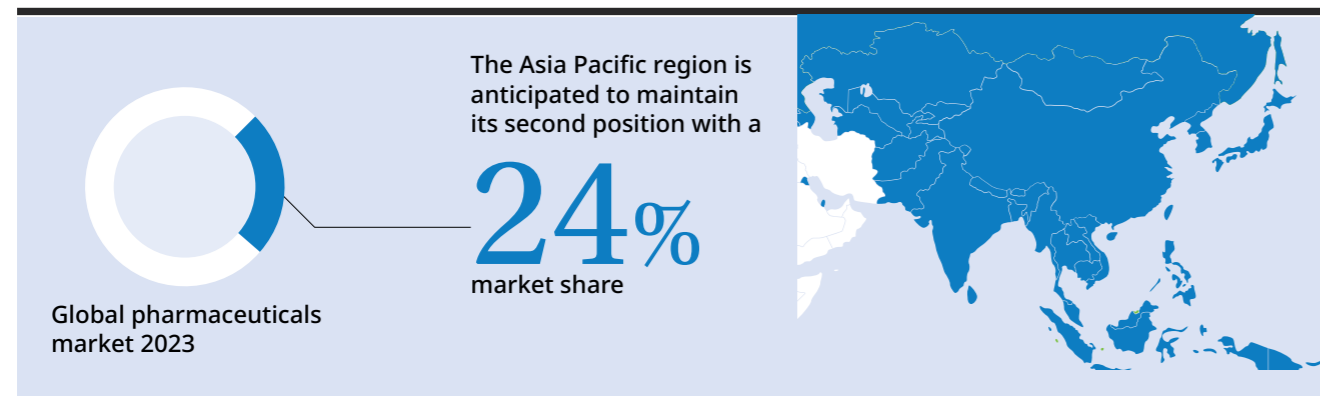 The Asia Pacific region is
anticipated to maintain
its second position with a
24%
market share
Global pharmaceuticals
market 2023